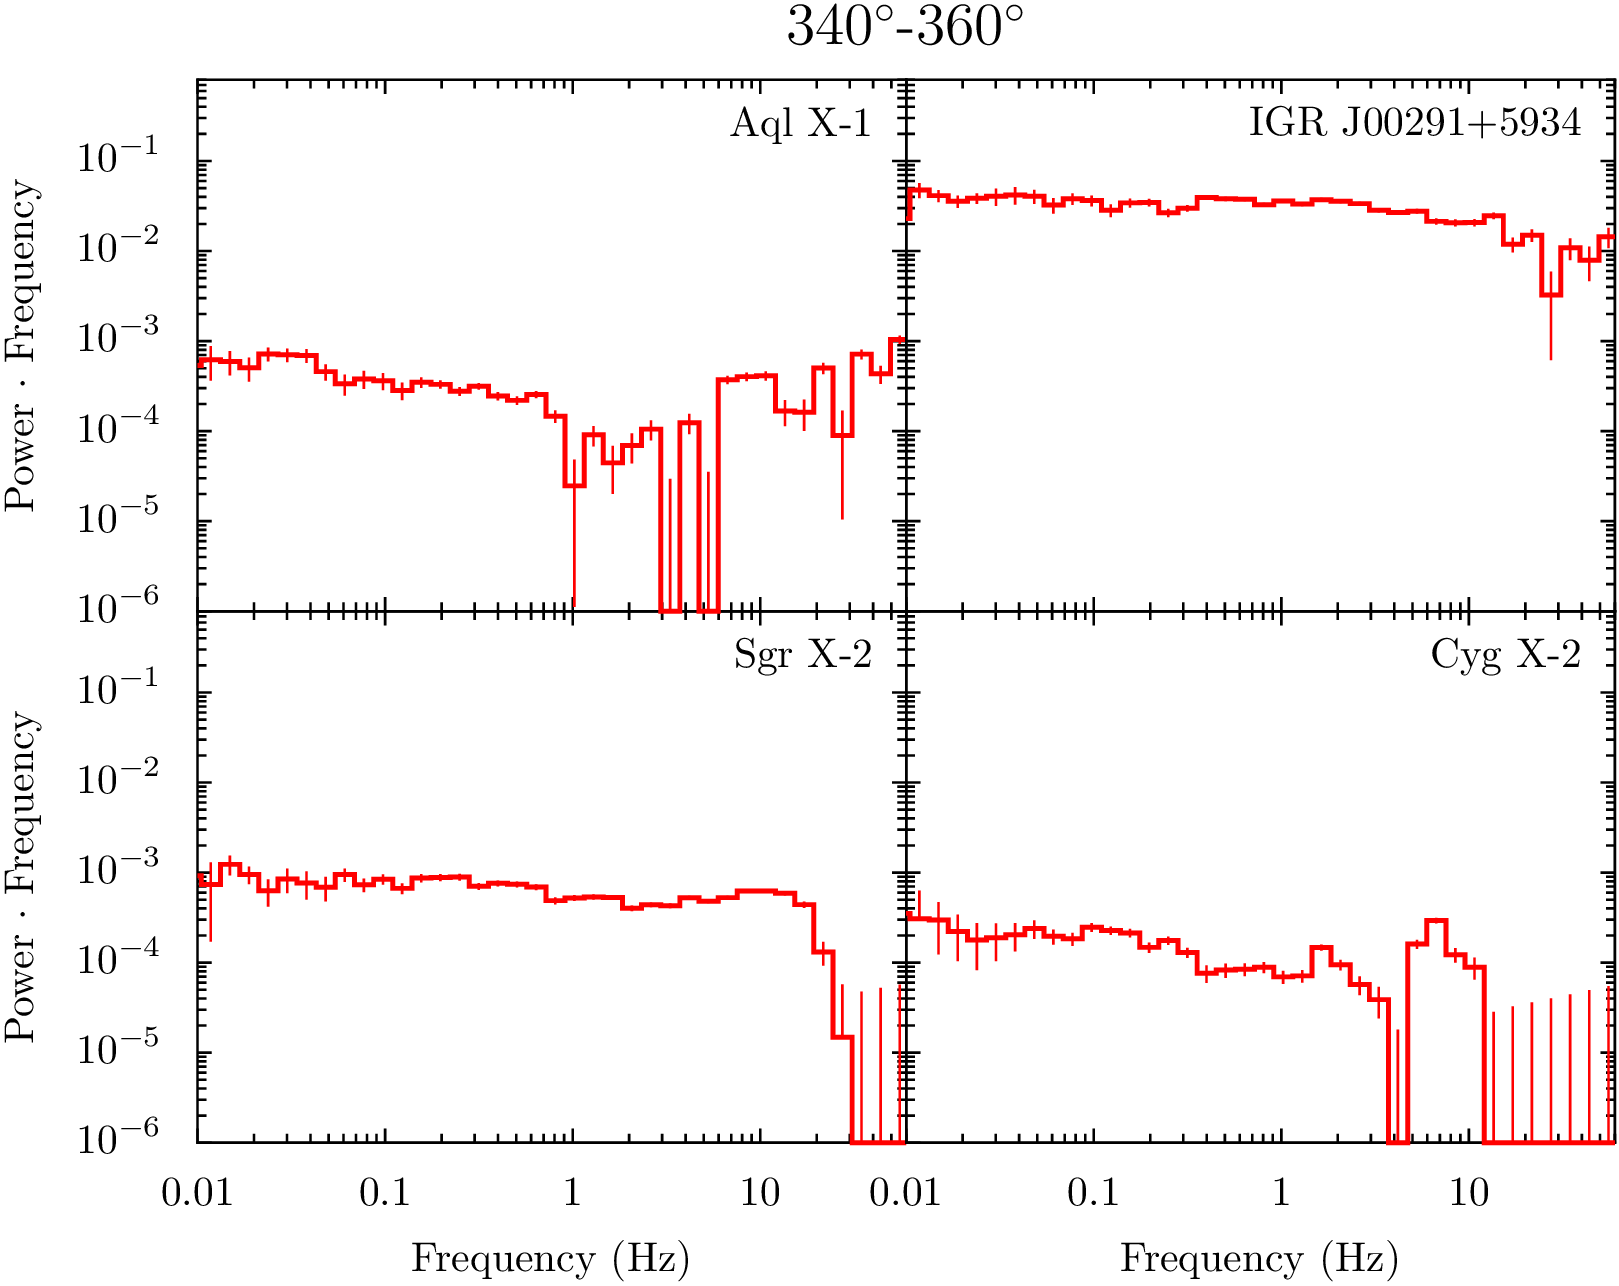 340°-360°
Aql X-1
IGR J00291+5934
Power · Frequency
10⁻¹
10⁻²
10⁻³
10⁻⁴
10⁻⁵
10⁻⁶
Sgr X-2
Cyg X-2
Power · Frequency
10⁻¹
10⁻²
10⁻³
10⁻⁴
10⁻⁵
10⁻⁶
0.01 0.1 1 10 0.01 0.1 1 10
Frequency (Hz) Frequency (Hz)